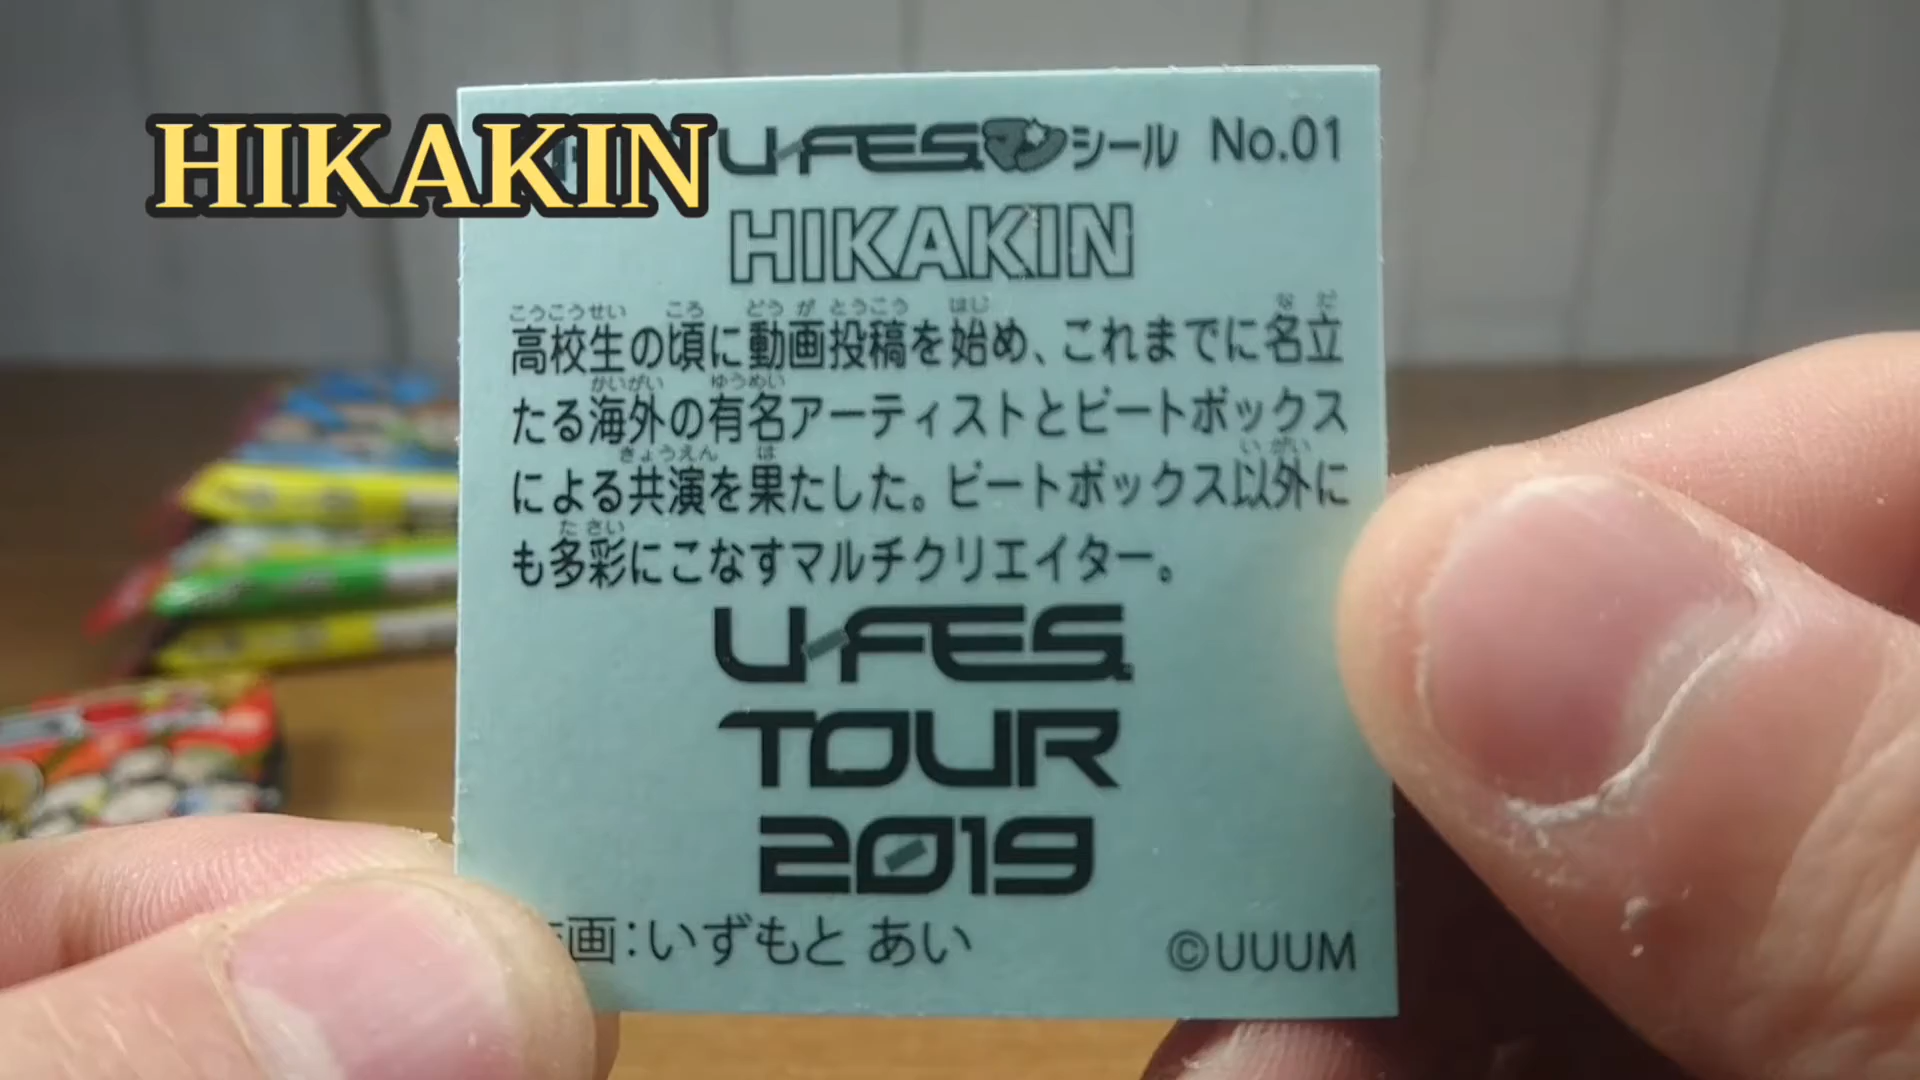 HIKAKIN
U-FES.マンシール No.01
HIKAKIN
こうこうせい ころ どう が とうこう はじ な だ
高校生の頃に動画投稿を始め、これまでに名立
かいがい ゆうめい
たる海外の有名アーティストとビートボックス
きょうえん は い がい
による共演を果たした。ビートボックス以外に
た さい
も多彩にこなすマルチクリエイター。
U-FES.
TOUR
2019
画：いずもと あい
©UUUM